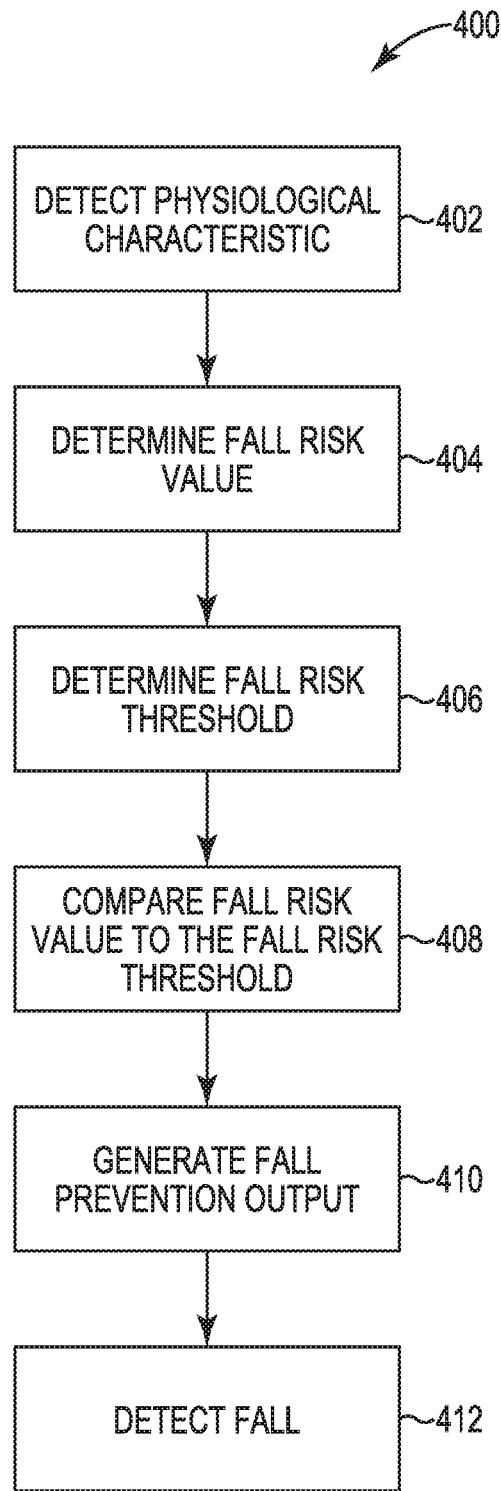 400
DETECT PHYSIOLOGICAL
CHARACTERISTIC
402
DETERMINE FALL RISK
VALUE
404
DETERMINE FALL RISK
THRESHOLD
406
COMPARE FALL RISK
VALUE TO THE FALL RISK
THRESHOLD
408
GENERATE FALL
PREVENTION OUTPUT
410
DETECT FALL
412